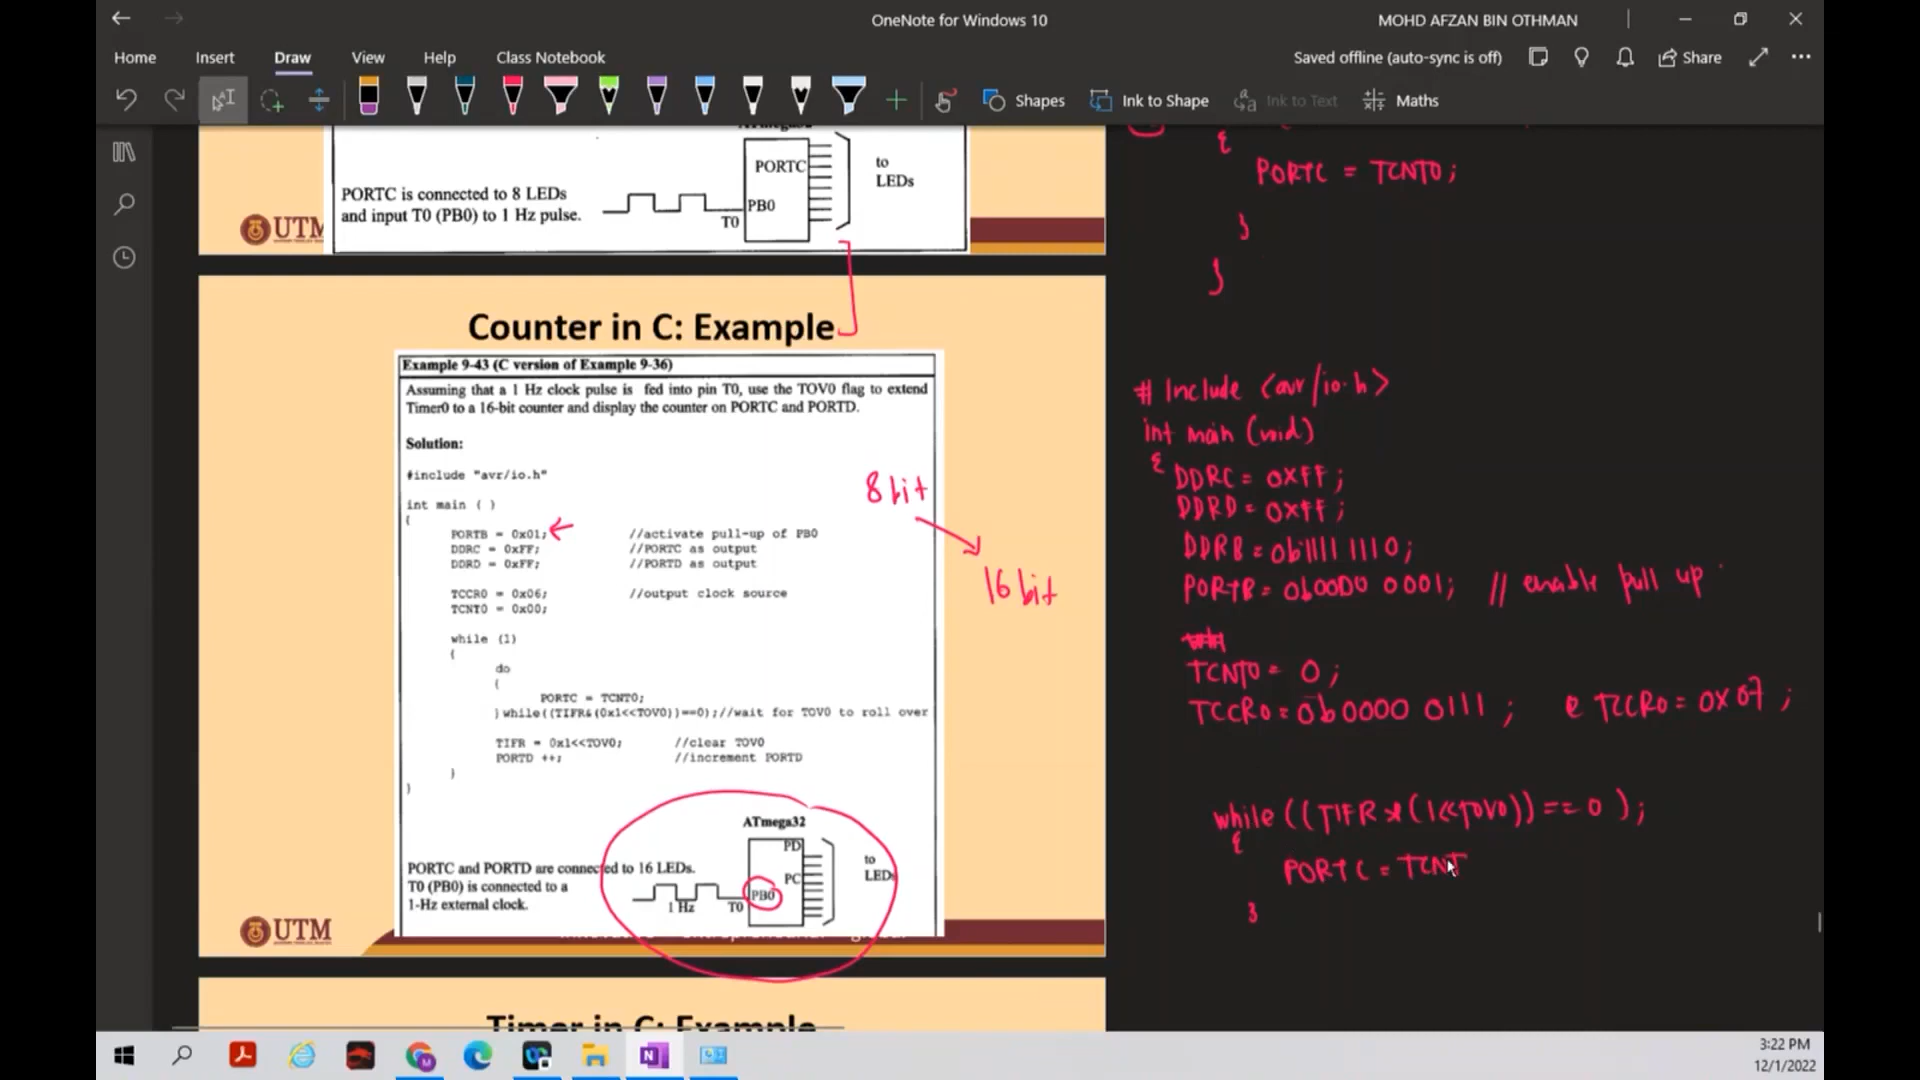 OneNote for Windows 10
MOHD AFZAN BIN OTHMAN
Home Insert Draw View Help Class Notebook
Saved offline (auto-sync is off)
Share
Shapes
Ink to Shape
Ink to Text
Maths
PORTC
to
LEDs
PORTC is connected to 8 LEDs
and input T0 (PB0) to 1 Hz pulse.
T0
PB0
UTM
Counter in C: Example
Example 9-43 (C version of Example 9-36)
Assuming that a 1 Hz clock pulse is fed into pin T0, use the TOV0 flag to extend
Timer0 to a 16-bit counter and display the counter on PORTC and PORTD.
Solution:
#include "avr/io.h"
int main ( )
{
PORTB = 0x01; //activate pull-up of PB0
DDRC = 0xFF; //PORTC as output
DDRD = 0xFF; //PORTD as output
TCCR0 = 0x06; //output clock source
TCNT0 = 0x00;
while (1)
{
do
{
PORTC = TCNT0;
}while((TIFR&(0x1<<TOV0))==0);//wait for TOV0 to roll over
TIFR = 0x1<<TOV0; //clear TOV0
PORTD ++; //increment PORTD
}
}
8 bit
16 bit
ATmega32
PD
PC
PB0
to
LEDs
PORTC and PORTD are connected to 16 LEDs.
T0 (PB0) is connected to a
1-Hz external clock.
1 Hz
T0
UTM
Timer in C: Example
{
PORTC = TCNT0;
}
}
# Include <avr/io.h>
int main (void)
{
DDRC = 0xFF;
DDRD = 0xFF;
DDRB = 0b1111 1110;
PORTB = 0b0000 0001; // enable pull up
TCNT0 = 0;
TCCR0 = 0b0000 0111; @ TCCR0 = 0x07;
while ((TIFR & (1<<TOV0)) == 0);
{
PORTC = TCNT
}
3:22 PM
12/1/2022